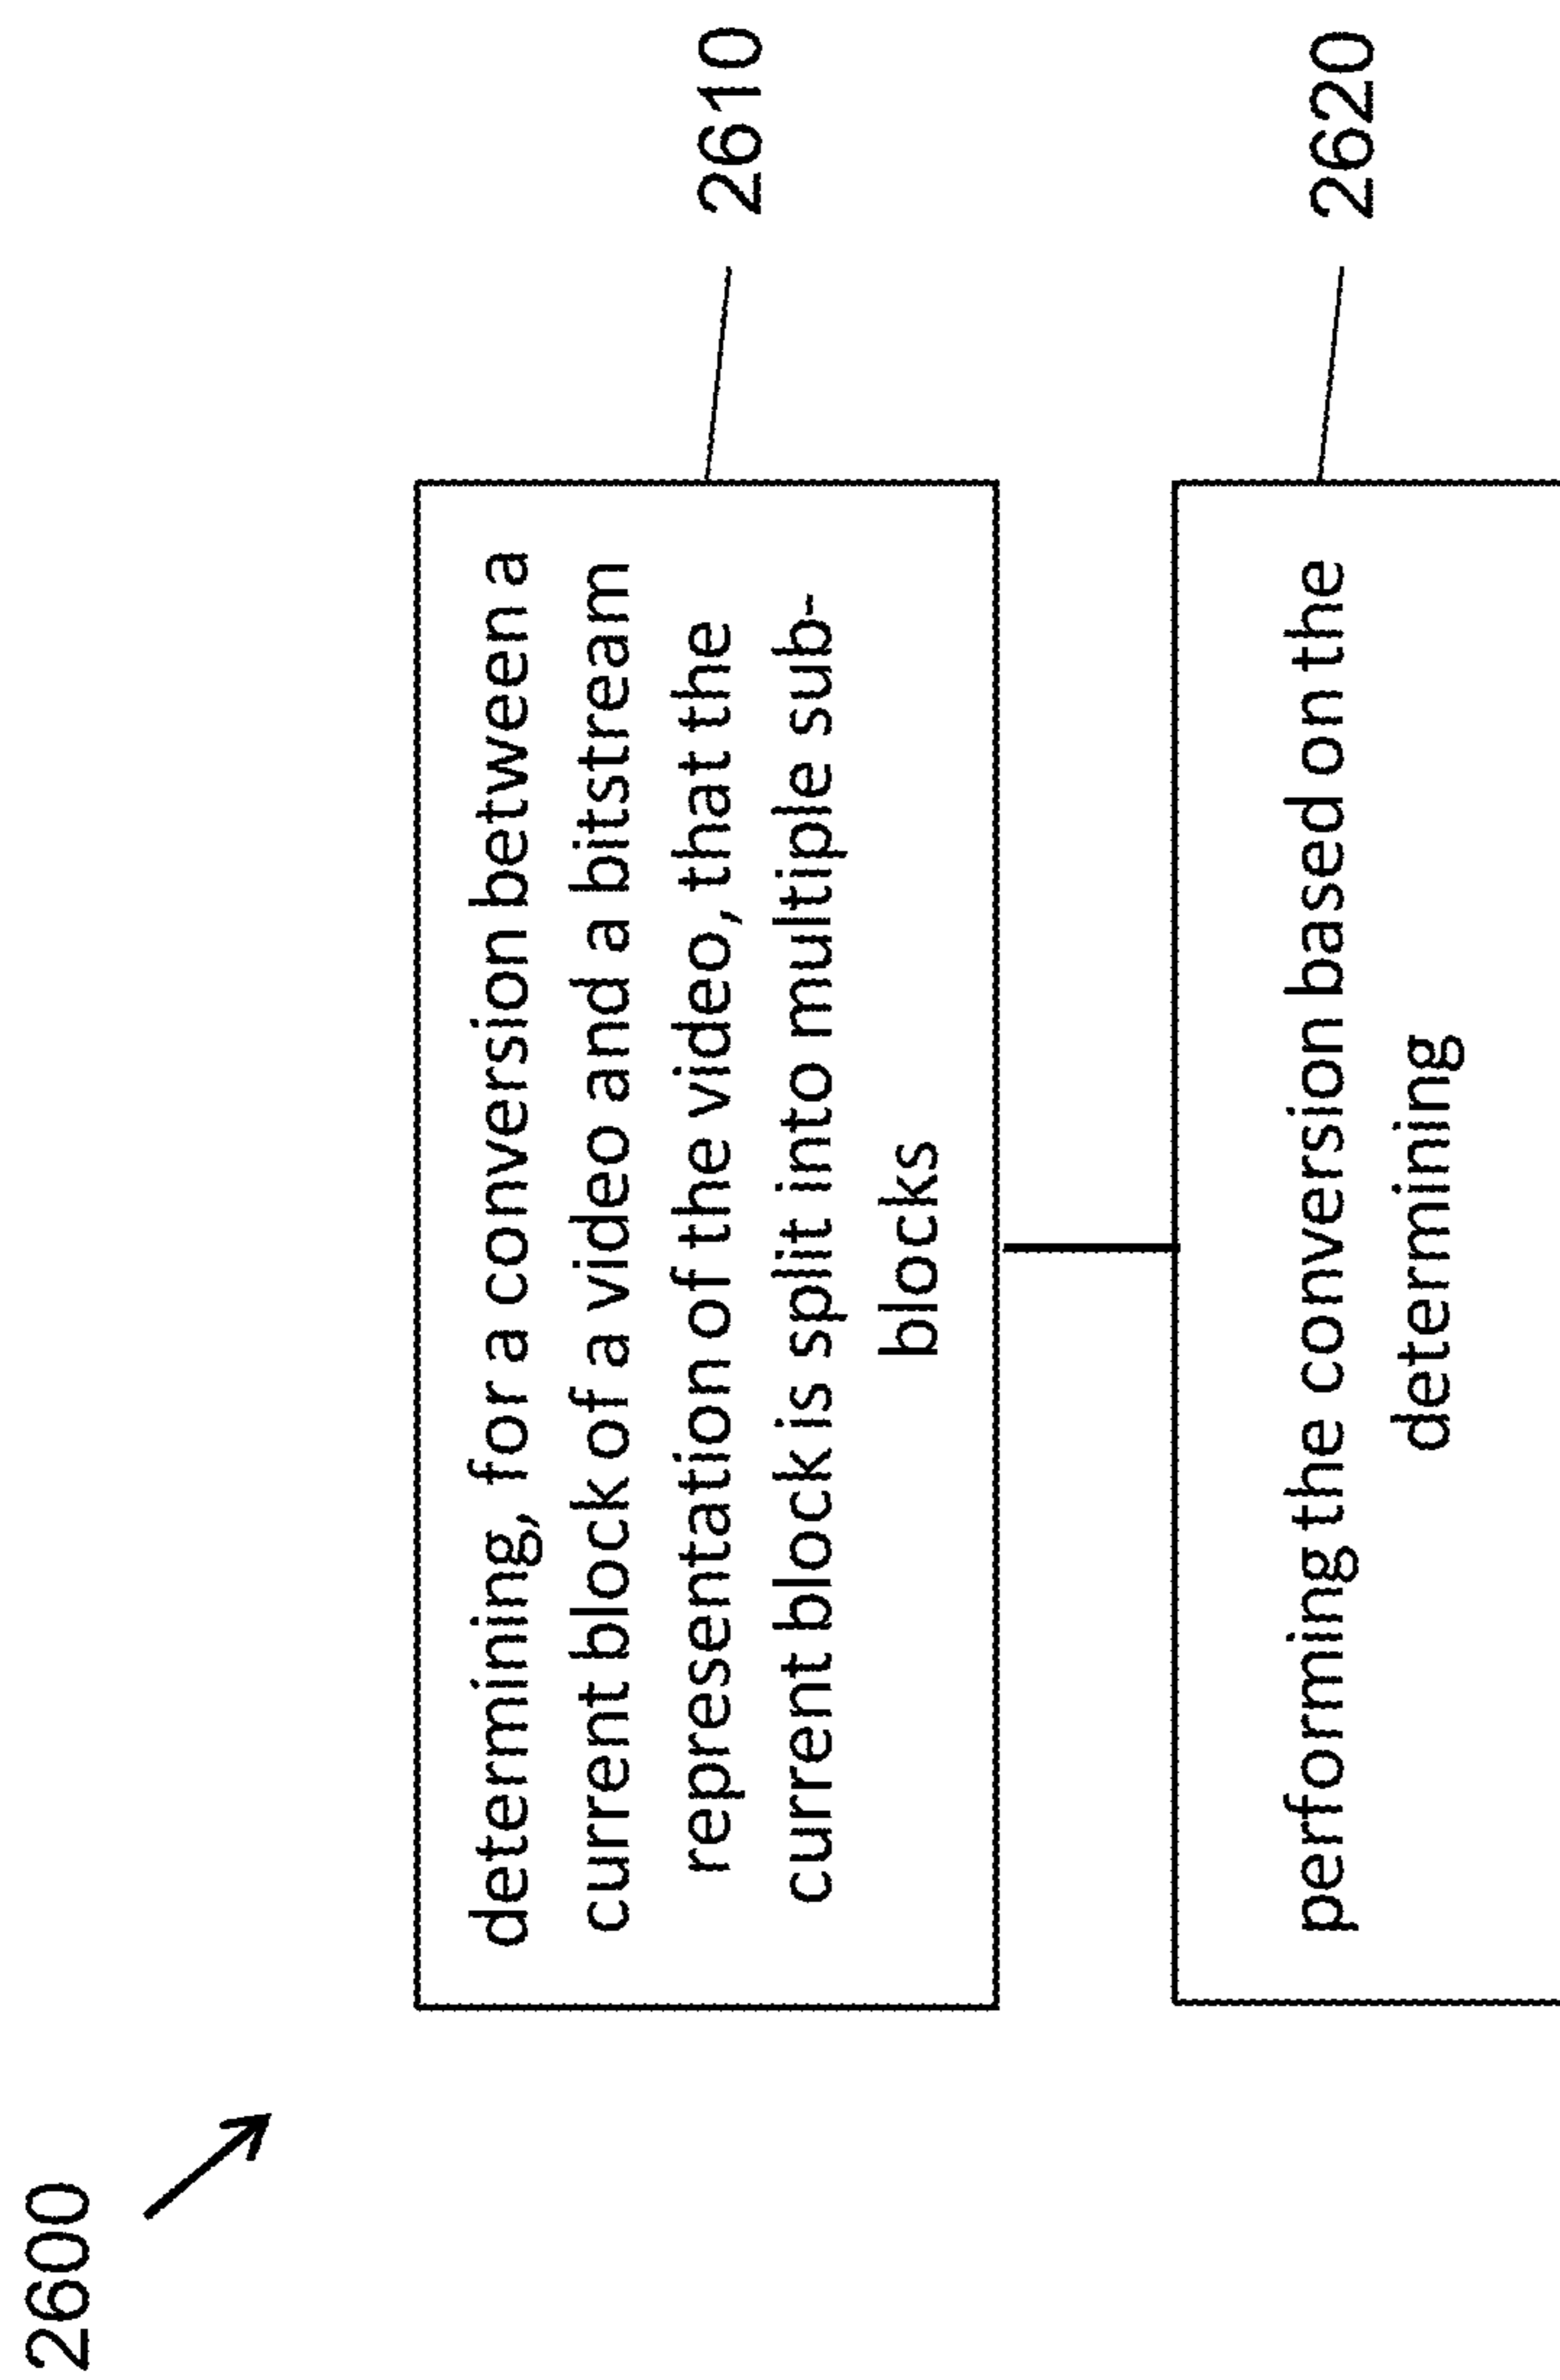 2600
determining, for a conversion between a
current block of a video and a bitstream
representation of the video, that the
current block is split into multiple sub-
blocks
2610
performing the conversion based on the
determining
2620